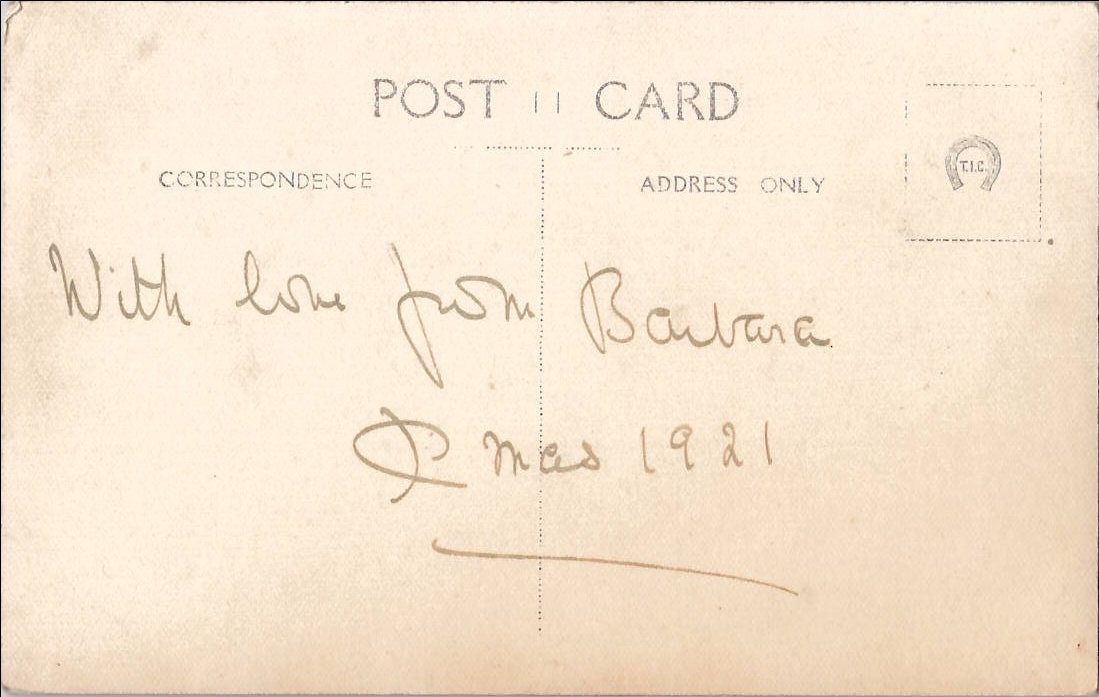 POST CARD
CORRESPONDENCE
ADDRESS ONLY
T.I.C.
With love from Barbara
Xmas 1921